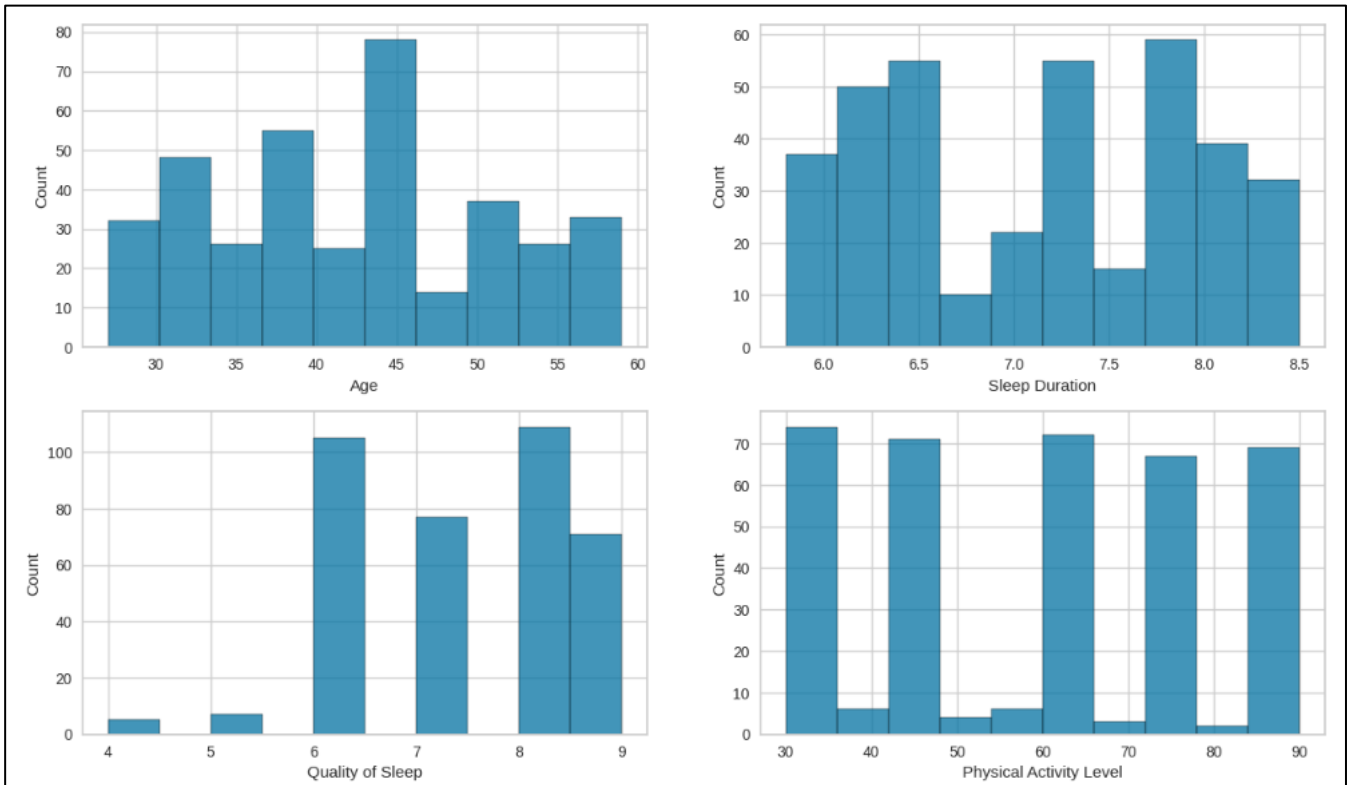 80
70
60
50
40
30
20
10
0
Count
30 35 40 45 50 55 60
Age
60
50
40
30
20
10
0
Count
6.0 6.5 7.0 7.5 8.0 8.5
Sleep Duration
100
80
60
40
20
0
Count
4 5 6 7 8 9
Quality of Sleep
70
60
50
40
30
20
10
0
Count
30 40 50 60 70 80 90
Physical Activity Level